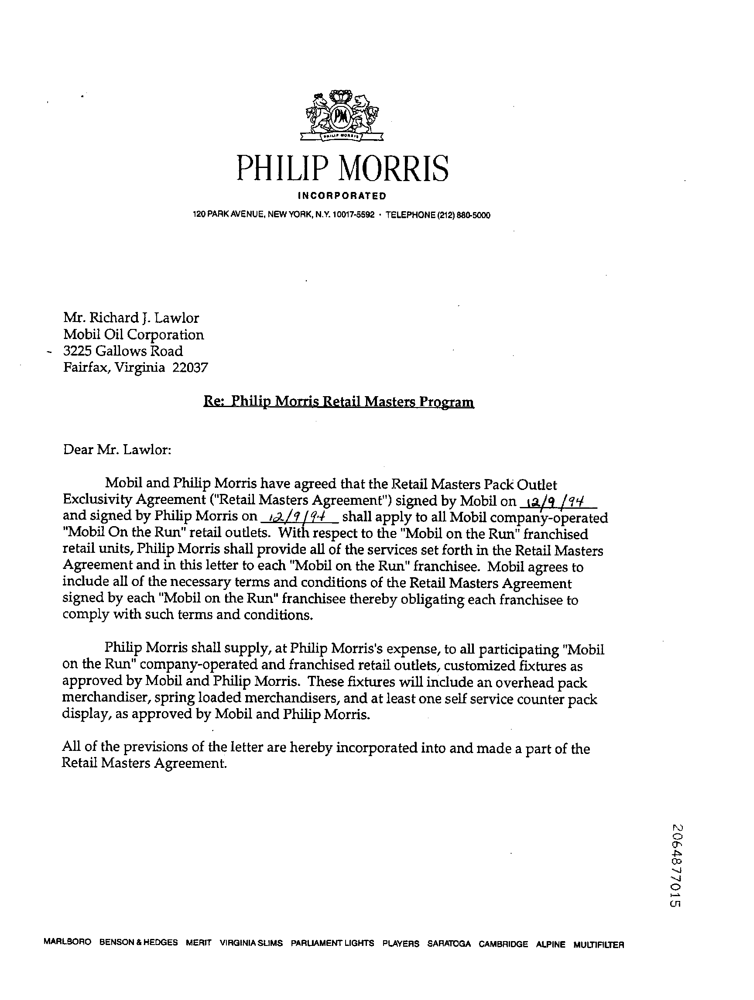 PM
PHILIP MORRIS
PHILIP MORRIS
INCORPORATED
120 PARK AVENUE, NEW YORK, N.Y. 10017-5592 · TELEPHONE (212) 880-5000
Mr. Richard J. Lawlor
Mobil Oil Corporation
3225 Gallows Road
Fairfax, Virginia 22037
Re: Philip Morris Retail Masters Program
Dear Mr. Lawlor:
Mobil and Philip Morris have agreed that the Retail Masters Pack Outlet
Exclusivity Agreement ("Retail Masters Agreement") signed by Mobil on 12/9/94
and signed by Philip Morris on 12/9/94 shall apply to all Mobil company-operated
"Mobil On the Run" retail outlets. With respect to the "Mobil on the Run" franchised
retail units, Philip Morris shall provide all of the services set forth in the Retail Masters
Agreement and in this letter to each "Mobil on the Run" franchisee. Mobil agrees to
include all of the necessary terms and conditions of the Retail Masters Agreement
signed by each "Mobil on the Run" franchisee thereby obligating each franchisee to
comply with such terms and conditions.
Philip Morris shall supply, at Philip Morris's expense, to all participating "Mobil
on the Run" company-operated and franchised retail outlets, customized fixtures as
approved by Mobil and Philip Morris. These fixtures will include an overhead pack
merchandiser, spring loaded merchandisers, and at least one self service counter pack
display, as approved by Mobil and Philip Morris.
All of the previsions of the letter are hereby incorporated into and made a part of the
Retail Masters Agreement.
2064877015
MARLBORO BENSON & HEDGES MERIT VIRGINIA SLIMS PARLIAMENT LIGHTS PLAYERS SARATOGA CAMBRIDGE ALPINE MULTIFILTER